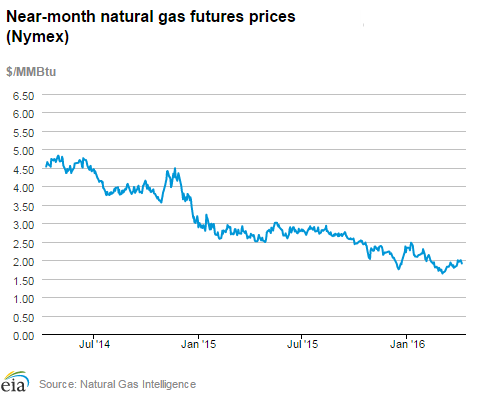 Near-month natural gas futures prices
(Nymex)
$/MMBtu
6.50
6.00
5.50
5.00
4.50
4.00
3.50
3.00
2.50
2.00
1.50
1.00
0.50
0.00
Jul '14 Jan '15 Jul '15 Jan '16
eia Source: Natural Gas Intelligence